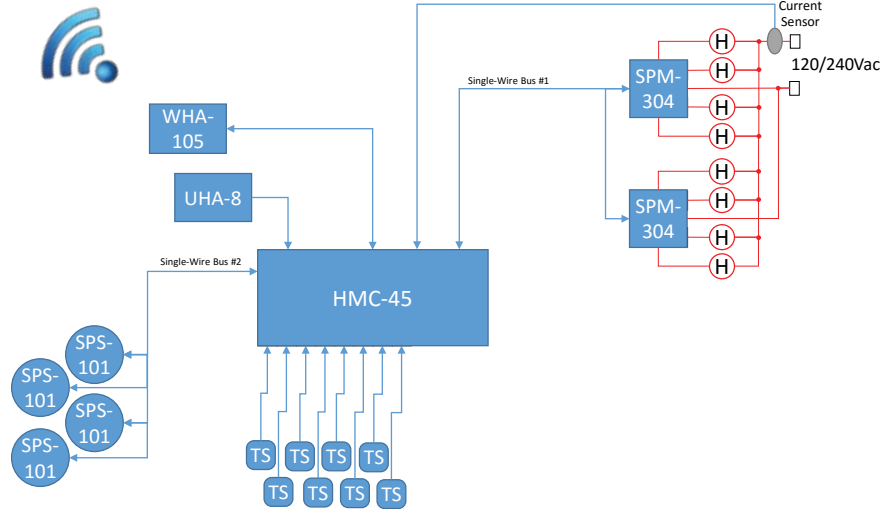 Current
Sensor
H
120/240Vac
H
Single-Wire Bus #1
SPM-
304
H
WHA-
105
H
H
UHA-8
H
SPM-
304
H
Single-Wire Bus #2
H
HMC-45
SPS-
101
SPS-
101
SPS-
101
SPS-
101
TS
TS
TS
TS
TS
TS
TS
TS